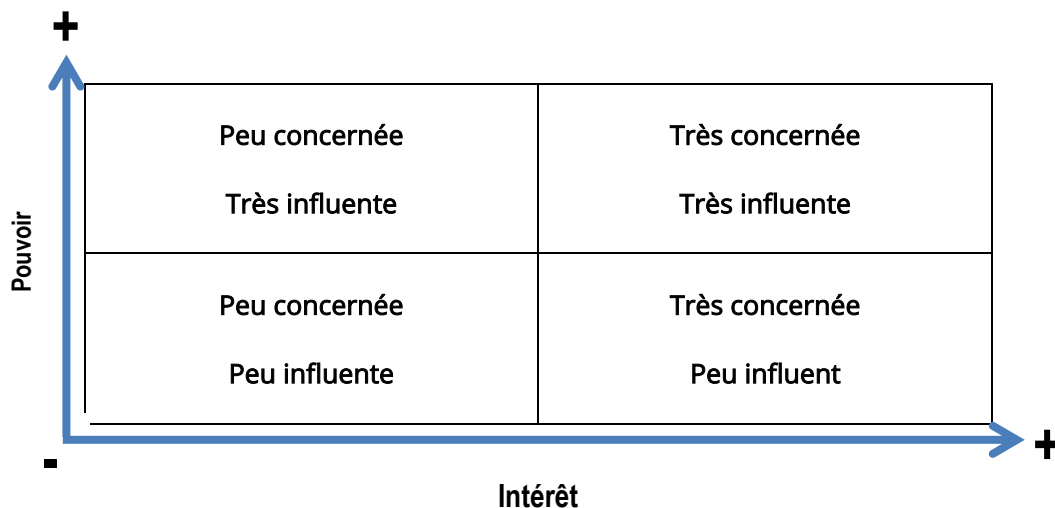 +
Peu concernée
Très influente
Très concernée
Très influente
Pouvoir
Peu concernée
Peu influente
Très concernée
Peu influent
-
+
Intérêt